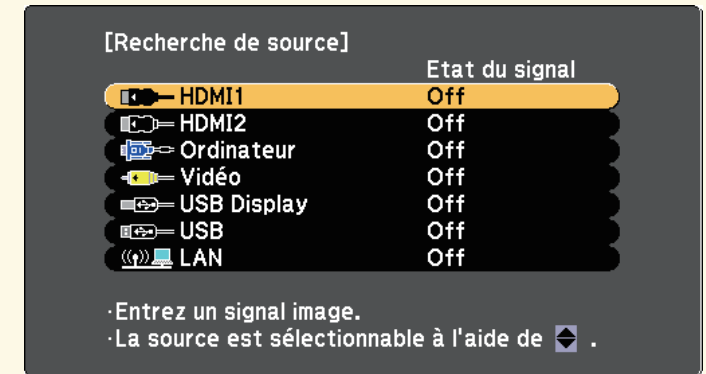 [Recherche de source]
Etat du signal
HDMI1 Off
HDMI2 Off
Ordinateur Off
Vidéo Off
USB Display Off
USB Off
LAN Off
·Entrez un signal image.
·La source est sélectionnable à l'aide de .